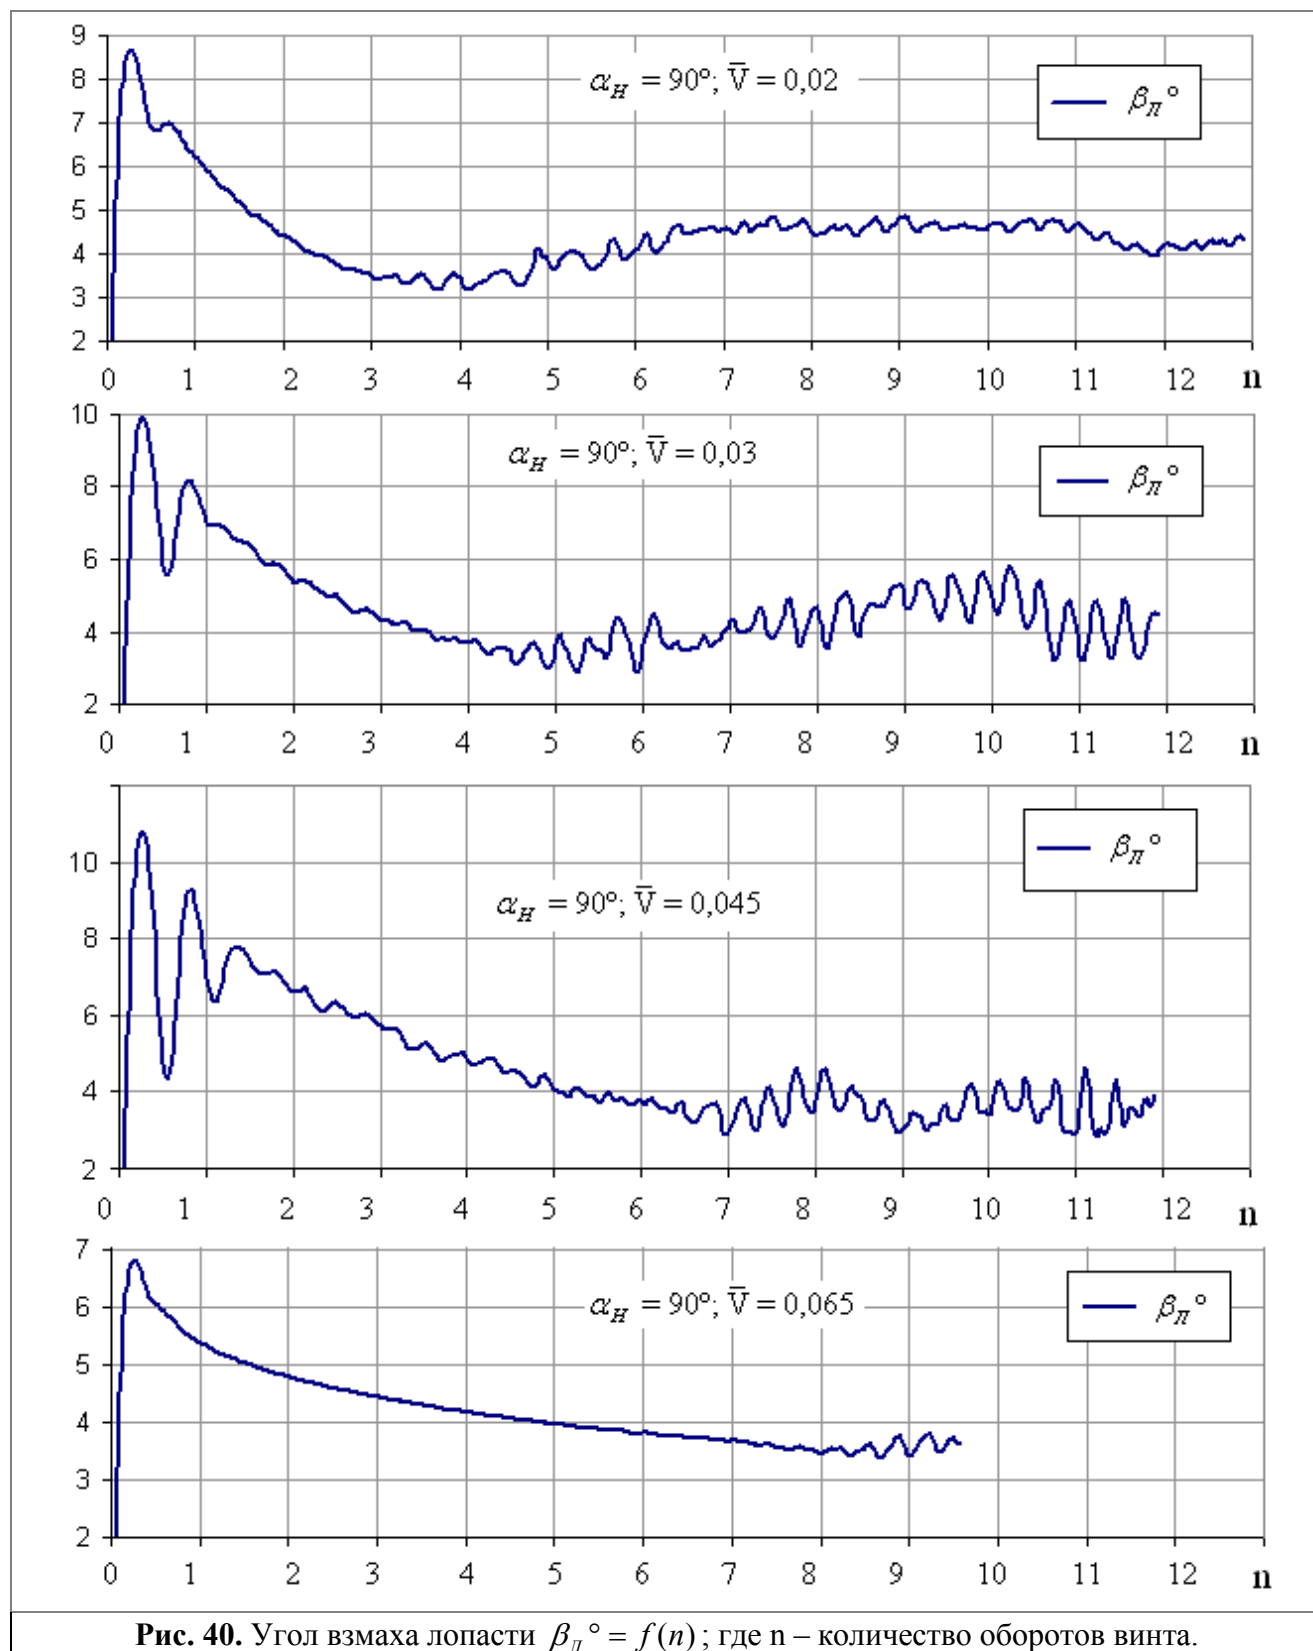 9
8
7
6
5
4
3
2
α_H = 90°; V̅ = 0,02
β_Л°
0 1 2 3 4 5 6 7 8 9 10 11 12 n
10
8
6
4
2
α_H = 90°; V̅ = 0,03
β_Л°
0 1 2 3 4 5 6 7 8 9 10 11 12 n
10
8
6
4
2
α_H = 90°; V̅ = 0,045
β_Л°
0 1 2 3 4 5 6 7 8 9 10 11 12 n
7
6
5
4
3
2
α_H = 90°; V̅ = 0,065
β_Л°
0 1 2 3 4 5 6 7 8 9 10 11 12 n
Рис. 40. Угол взмаха лопасти β_Л° = f(n); где n – количество оборотов винта.